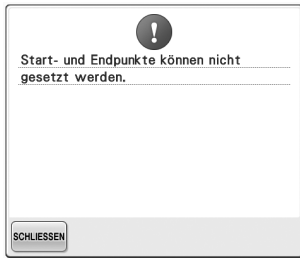 Start- und Endpunkte können nicht
gesetzt werden.
SCHLIESSEN